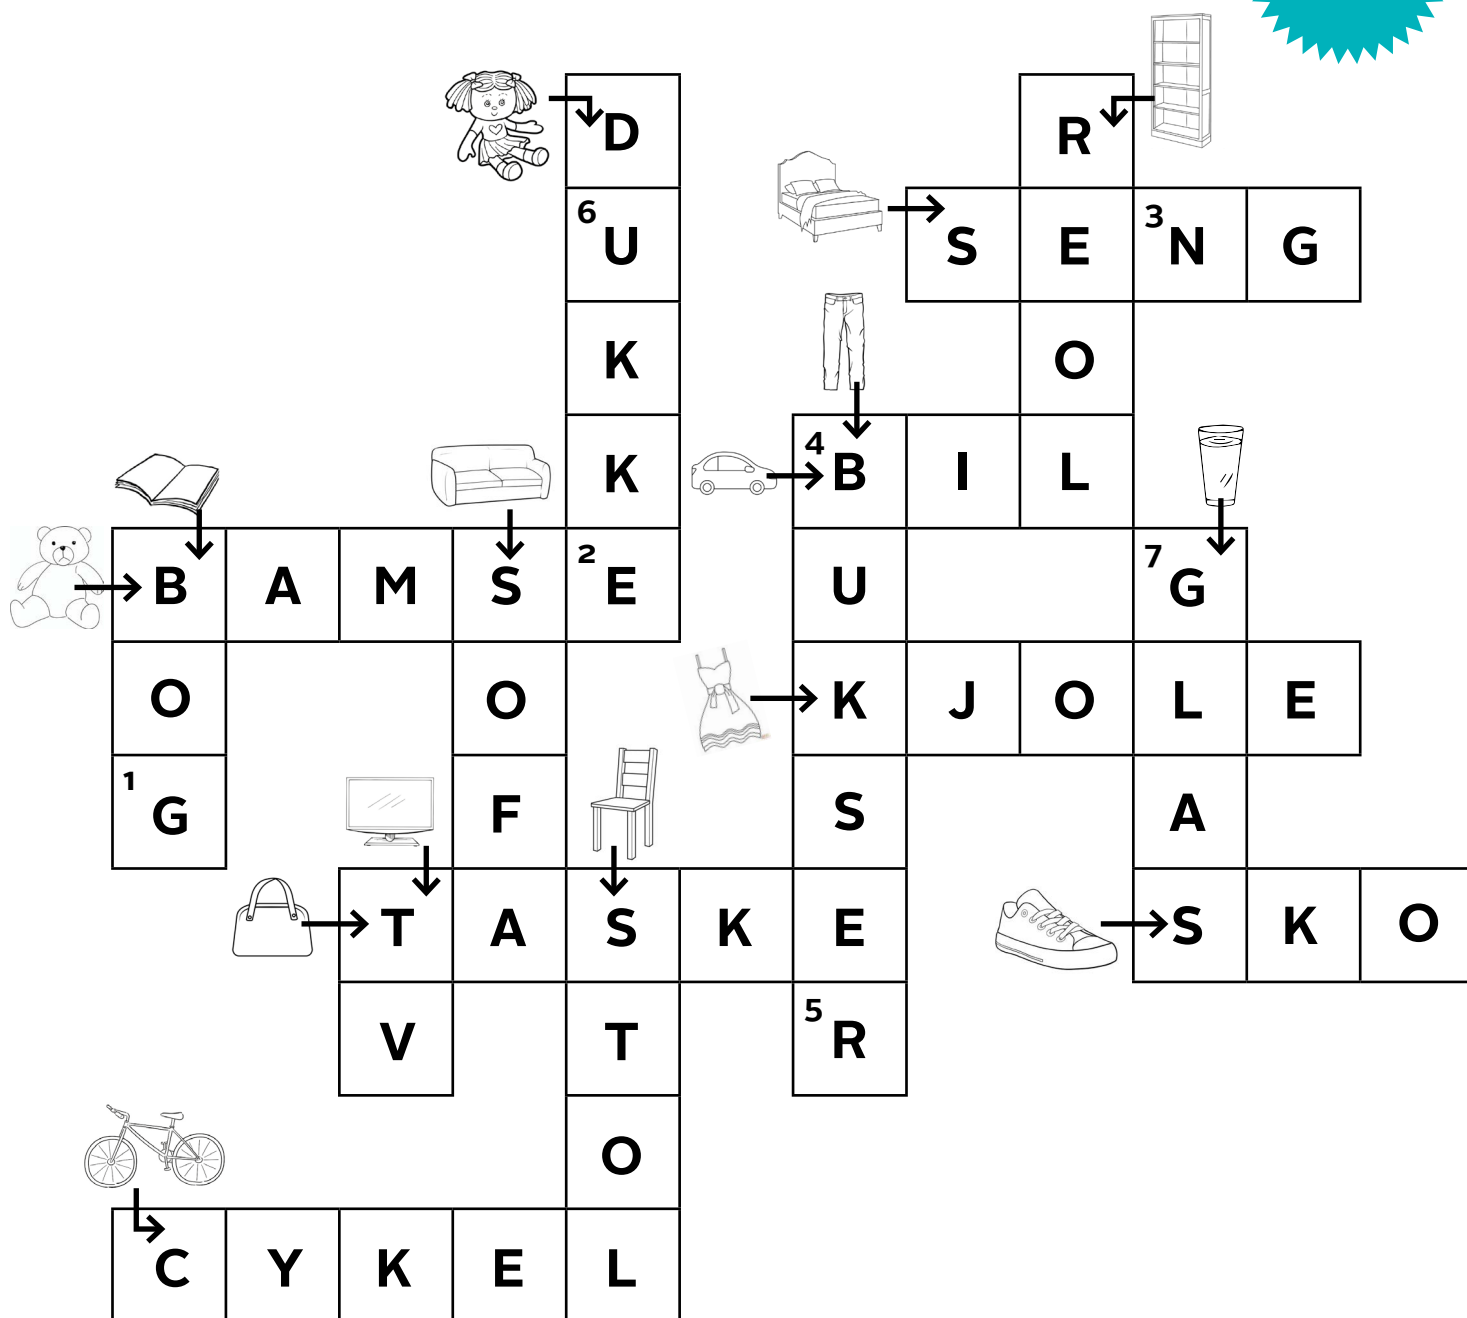 D R
6 U S E 3 N G
K O
K 4 B I L
B A M S 2 E U 7 G
O O K J O L E
1 G F S A
T A S K E S K O
V T 5 R
O
C Y K E L